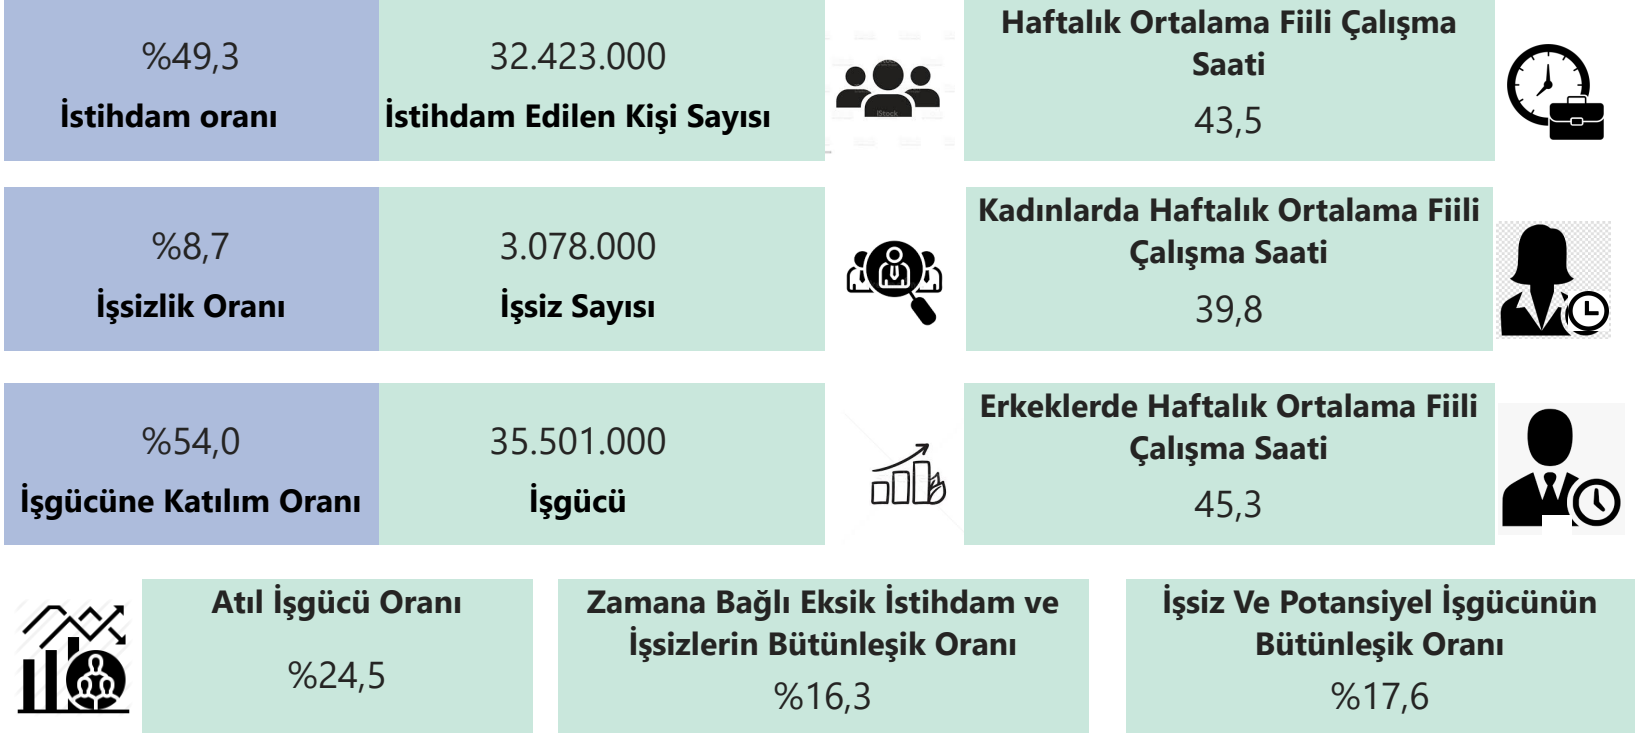 %49,3
İstihdam oranı
32.423.000
İstihdam Edilen Kişi Sayısı
iStock
Haftalık Ortalama Fiili Çalışma
Saati
43,5
%8,7
İşsizlik Oranı
3.078.000
İşsiz Sayısı
Kadınlarda Haftalık Ortalama Fiili
Çalışma Saati
39,8
%54,0
İşgücüne Katılım Oranı
35.501.000
İşgücü
Erkeklerde Haftalık Ortalama Fiili
Çalışma Saati
45,3
Atıl İşgücü Oranı
%24,5
Zamana Bağlı Eksik İstihdam ve
İşsizlerin Bütünleşik Oranı
%16,3
İşsiz Ve Potansiyel İşgücünün
Bütünleşik Oranı
%17,6